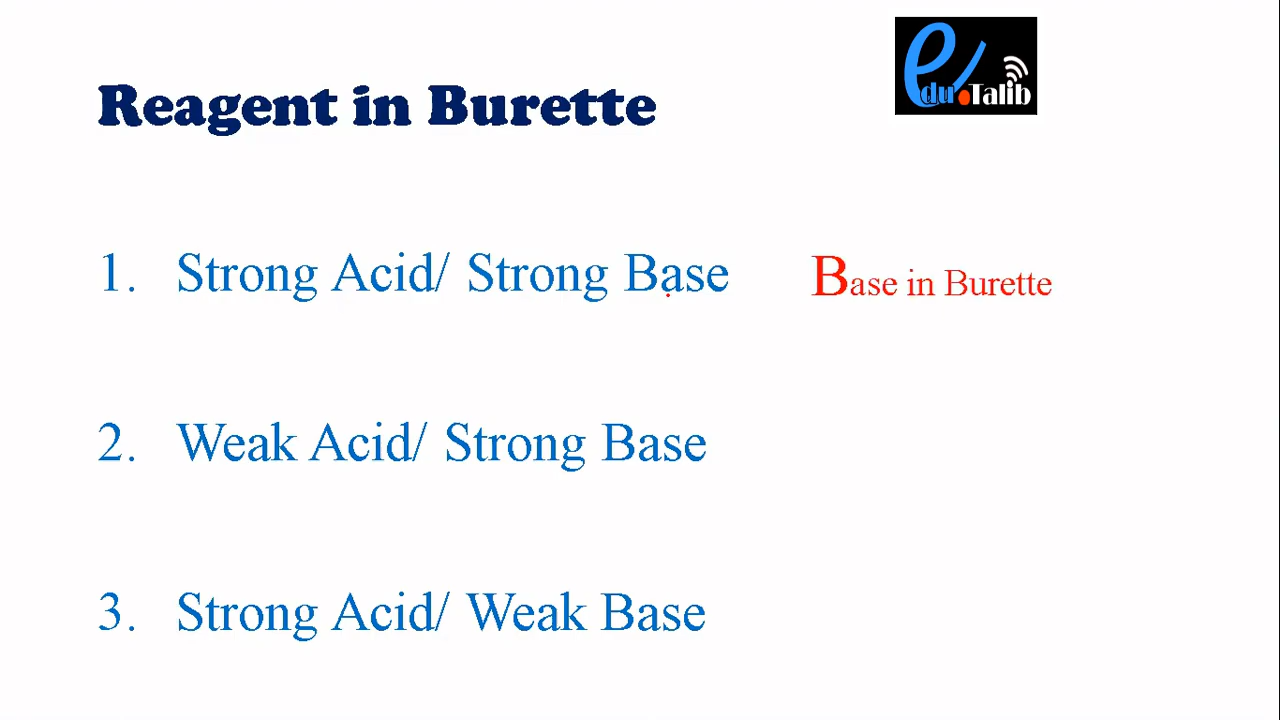 edu.Talib
Reagent in Burette
1. Strong Acid/ Strong Base Base in Burette
2. Weak Acid/ Strong Base
3. Strong Acid/ Weak Base